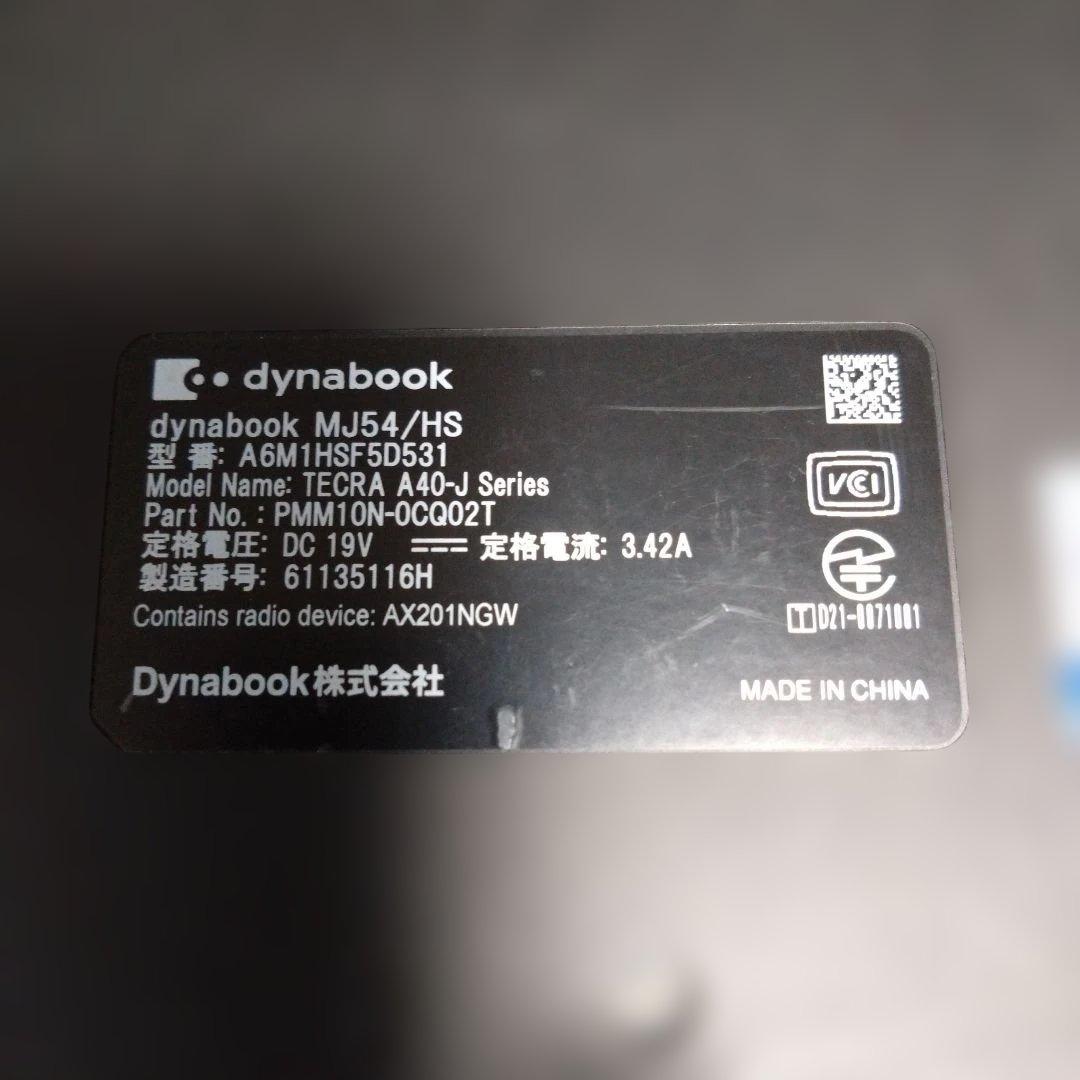 dynabook
dynabook MJ54/HS
型 番: A6M1HSF5D531
Model Name: TECRA A40-J Series
Part No. : PMM10N-0CQ02T
定格電圧: DC 19V ⎓ 定格電流: 3.42A
製造番号: 61135116H
Contains radio device: AX201NGW
Dynabook株式会社
VCI
T D21-0071001
MADE IN CHINA